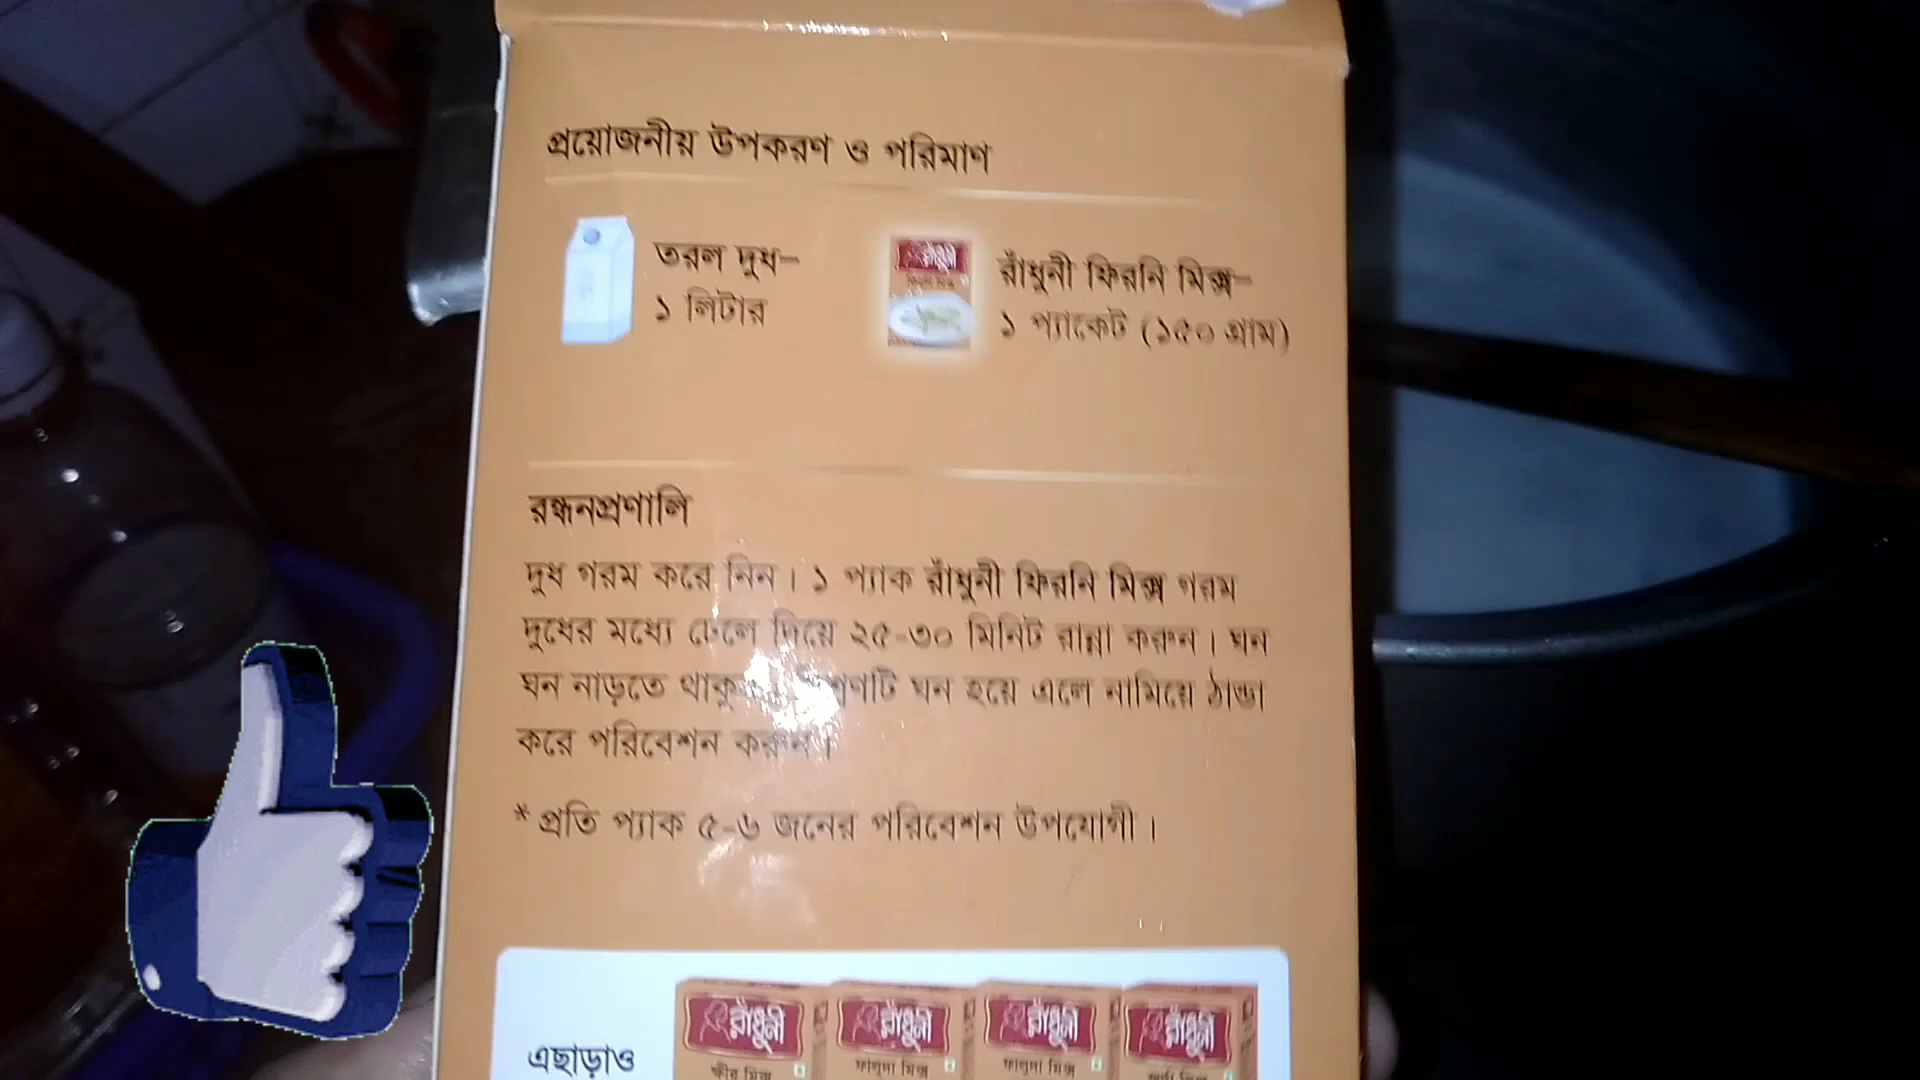 প্রয়োজনীয় উপকরণ ও পরিমাণ
তরল দুধ–
১ লিটার
রাঁধুনী ফিরনি মিক্স–
১ প্যাকেট (১৫০ গ্রাম)
রাঁধুনী
রন্ধনপ্রণালি
দুধ গরম করে নিন। ১ প্যাক রাঁধুনী ফিরনি মিক্স গরম
দুধের মধ্যে ঢেলে দিয়ে ২৫-৩০ মিনিট রান্না করুন। ঘন
ঘন নাড়তে থাকুন। মিশ্রণটি ঘন হয়ে এলে নামিয়ে ঠান্ডা
করে পরিবেশন করুন।
* প্রতি প্যাক ৫-৬ জনের পরিবেশন উপযোগী।
এছাড়াও
রাঁধুনী রাঁধুনী রাঁধুনী রাঁধুনী
ক্ষীর মিক্স ফালুদা মিক্স ফালুদা মিক্স